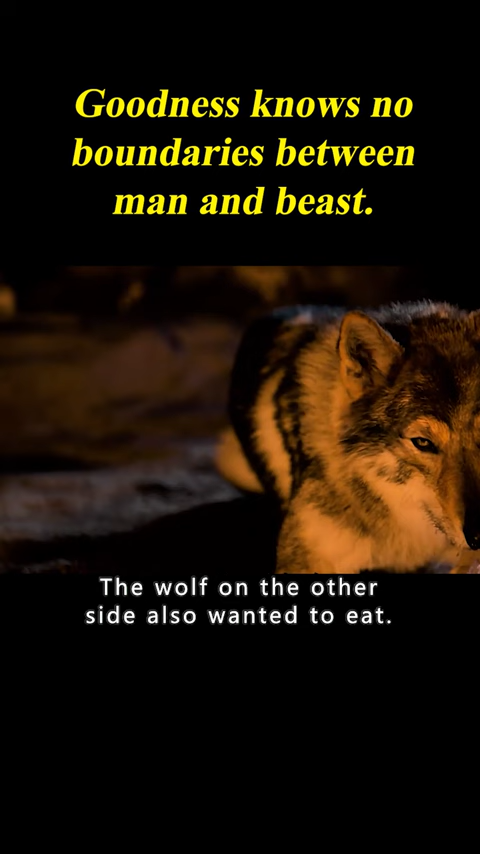 Goodness knows no
boundaries between
man and beast.
The wolf on the other
side also wanted to eat.